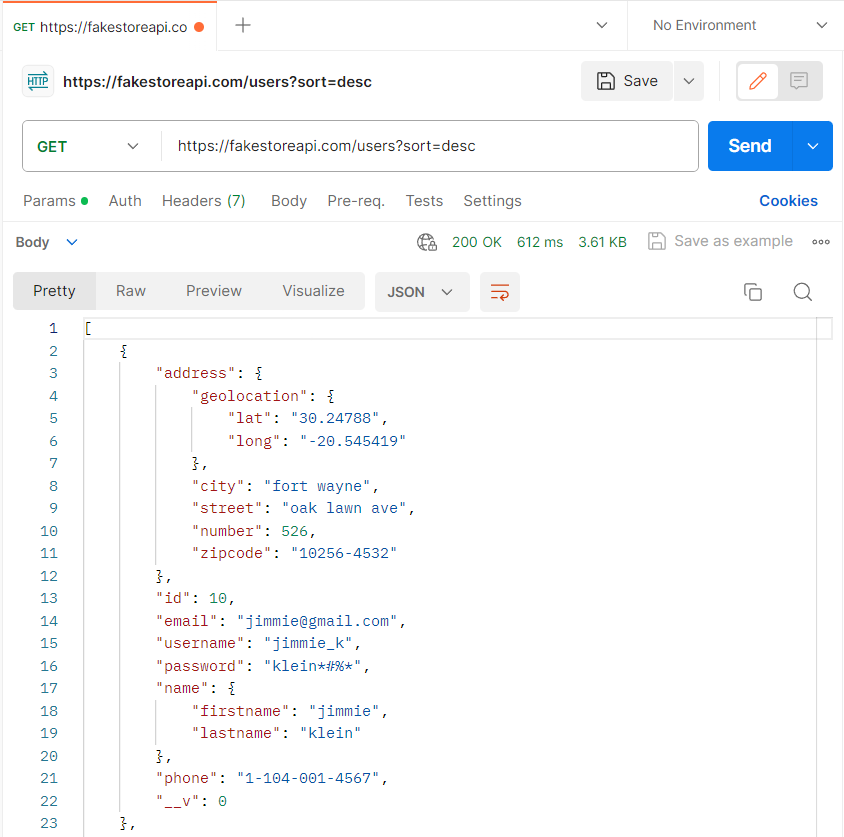 GET https://fakestoreapi.co
No Environment
HTTP https://fakestoreapi.com/users?sort=desc
Save
GET https://fakestoreapi.com/users?sort=desc Send
Params Auth Headers (7) Body Pre-req. Tests Settings Cookies
Body 200 OK 612 ms 3.61 KB Save as example
Pretty Raw Preview Visualize JSON
1 [
2 {
3 "address": {
4 "geolocation": {
5 "lat": "30.24788",
6 "long": "-20.545419"
7 },
8 "city": "fort wayne",
9 "street": "oak lawn ave",
10 "number": 526,
11 "zipcode": "10256-4532"
12 },
13 "id": 10,
14 "email": "jimmie@gmail.com",
15 "username": "jimmie_k",
16 "password": "klein*#%*",
17 "name": {
18 "firstname": "jimmie",
19 "lastname": "klein"
20 },
21 "phone": "1-104-001-4567",
22 "__v": 0
23 },